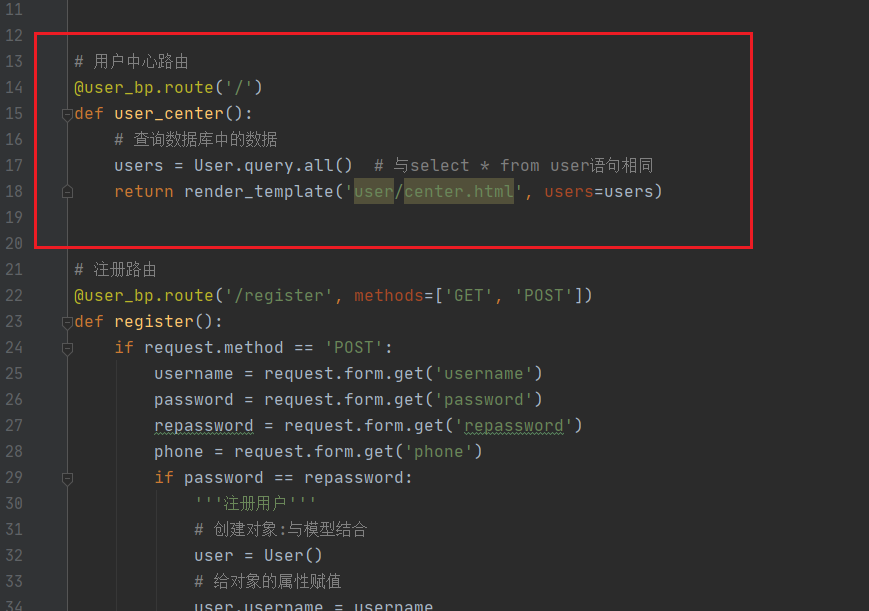 11
12
13 # 用户中心路由
14 @user_bp.route('/')
15 def user_center():
16 # 查询数据库中的数据
17 users = User.query.all() # 与select * from user语句相同
18 return render_template('user/center.html', users=users)
19
20
21 # 注册路由
22 @user_bp.route('/register', methods=['GET', 'POST'])
23 def register():
24 if request.method == 'POST':
25 username = request.form.get('username')
26 password = request.form.get('password')
27 repassword = request.form.get('repassword')
28 phone = request.form.get('phone')
29 if password == repassword:
30 '''注册用户'''
31 # 创建对象:与模型结合
32 user = User()
33 # 给对象的属性赋值
34 user.username = username